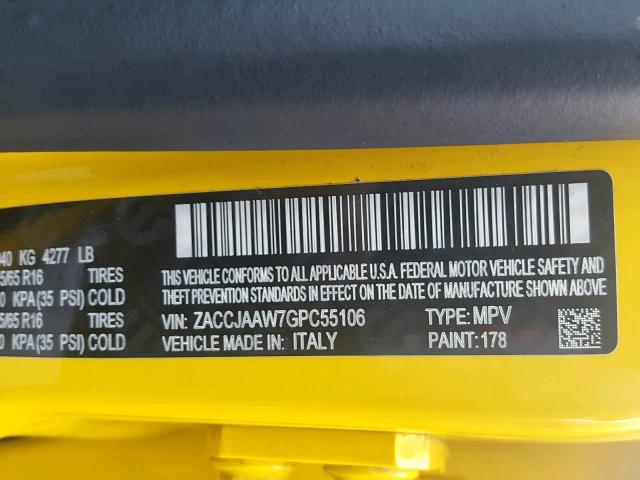 40 KG 4277 LB
5/65 R16 TIRES
0 KPA(35 PSI) COLD
5/65 R16 TIRES
0 KPA(35 PSI) COLD
THIS VEHICLE CONFORMS TO ALL APPLICABLE U.S.A. FEDERAL MOTOR VEHICLE SAFETY AND
THEFT PREVENTION STANDARDS IN EFFECT ON THE DATE OF MANUFACTURE SHOWN ABOVE
VIN: ZACCJAAW7GPC55106 TYPE: MPV
VEHICLE MADE IN: ITALY PAINT: 178